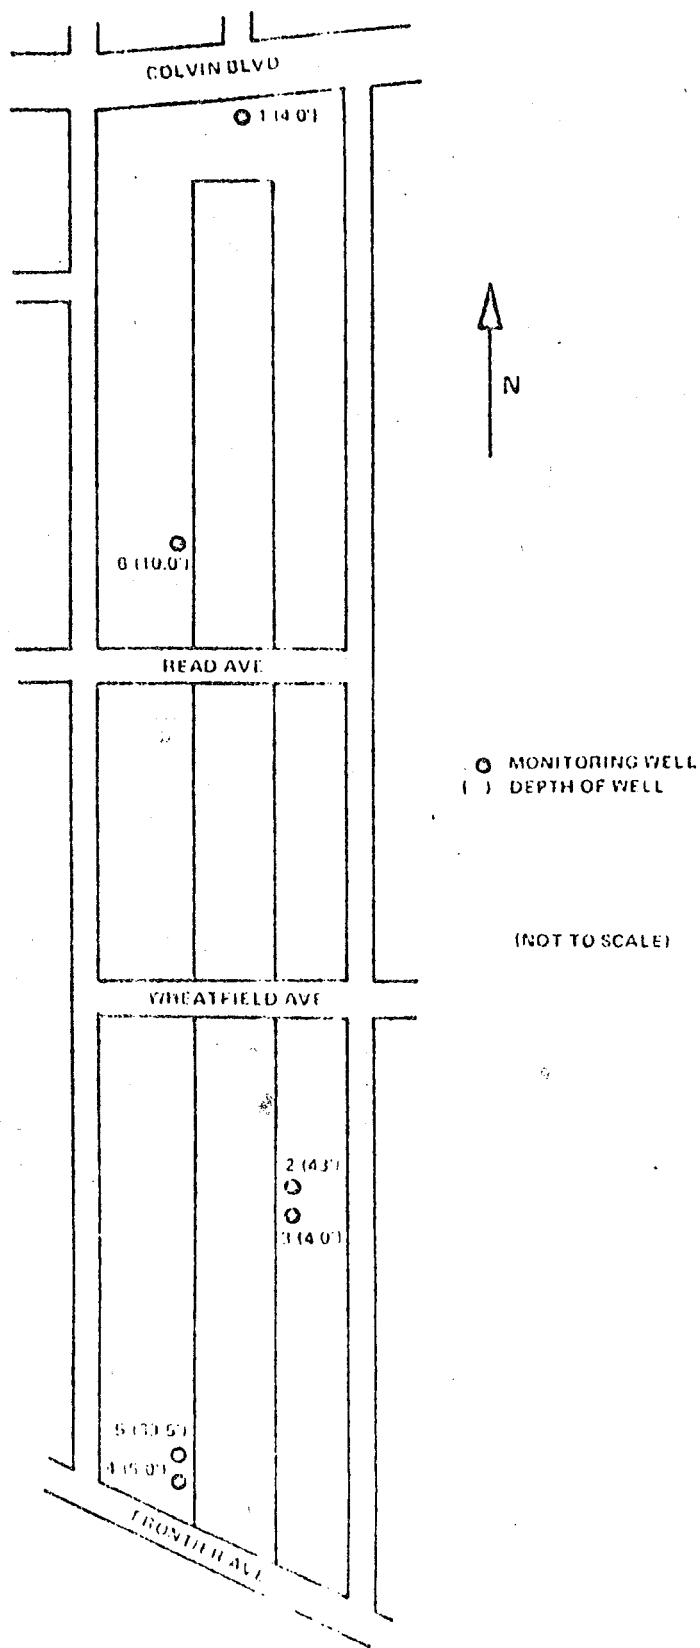 COLVIN BLVD
1 (4.0')
N
6 (10.0')
READ AVE
MONITORING WELL
( ) DEPTH OF WELL
(NOT TO SCALE)
WHEATFIELD AVE
2 (43')
3 (4.0')
4 (5.0')
FRONTIER AVE